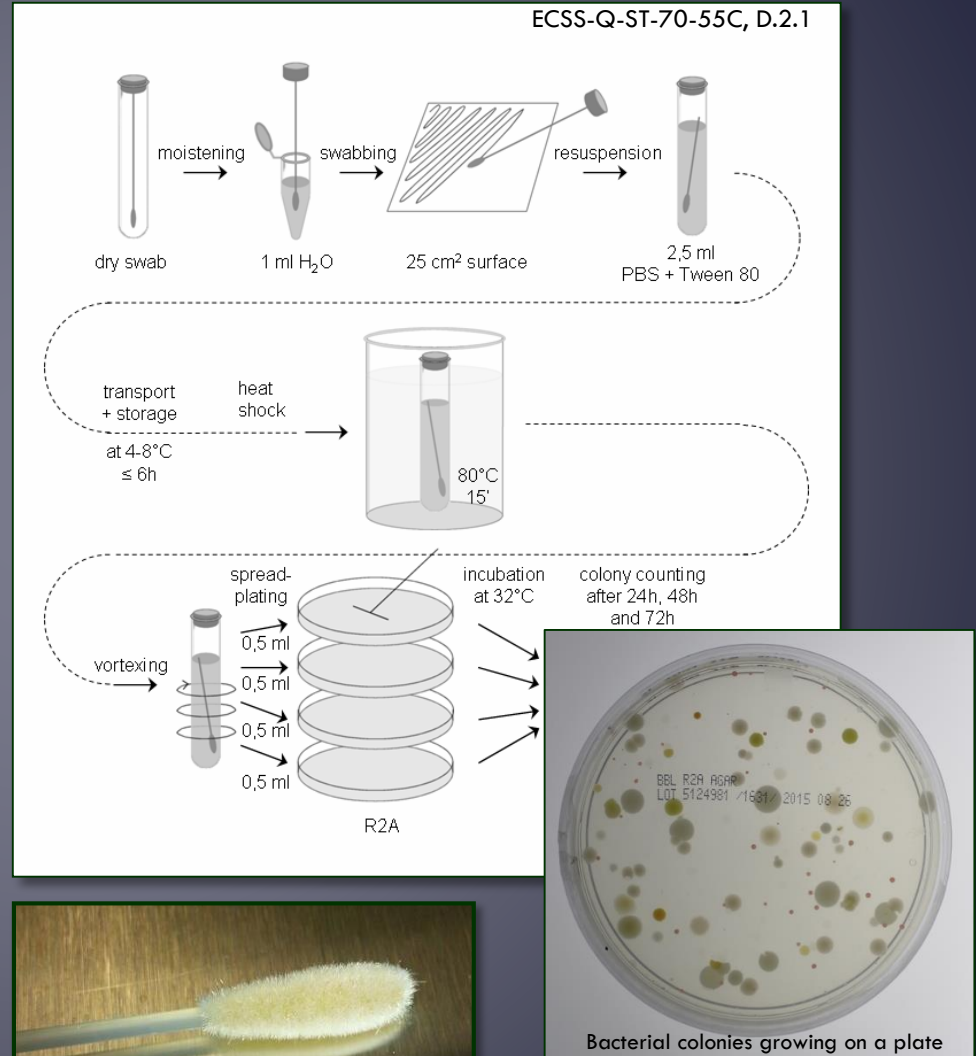 ECSS-Q-ST-70-55C, D.2.1
moistening
swabbing
resuspension
dry swab
1 ml H₂O
25 cm² surface
2,5 ml
PBS + Tween 80
transport
+ storage
at 4-8°C
≤ 6h
heat
shock
80°C
15'
spread-
plating
incubation
at 32°C
colony counting
after 24h, 48h
and 72h
vortexing
0,5 ml
0,5 ml
0,5 ml
0,5 ml
R2A
BBL R2A AGAR
LOT 5124981 /1631/ 2015 08 26
Bacterial colonies growing on a plate